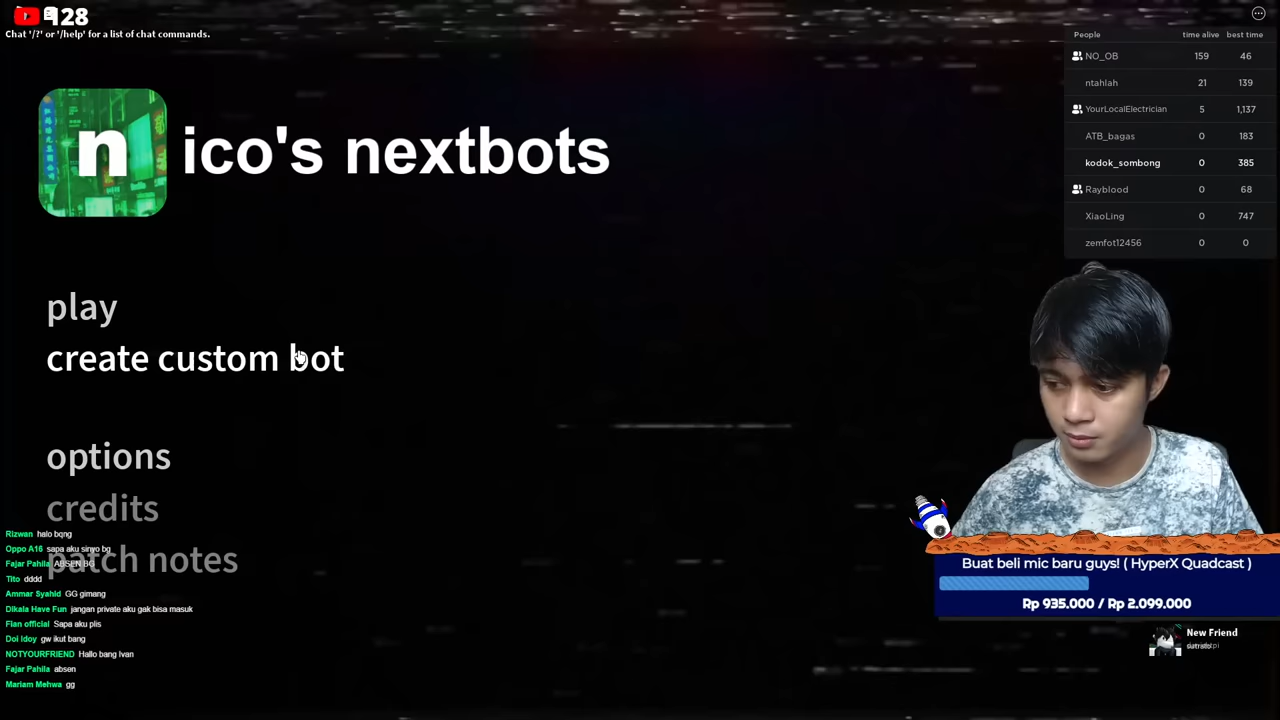 128
Chat '/?' or '/help' for a list of chat commands.
n ico's nextbots
play
create custom bot
options
credits
patch notes
People time alive best time
NO_OB 159 46
ntahlah 21 139
YourLocalElectrician 5 1,137
ATB_bagas 0 183
kodok_sombong 0 385
Rayblood 0 68
XiaoLing 0 747
zemfot12456 0 0
Rizwan halo bqng
Oppo A16 sapa aku sinyo bg
Fajar Pahila ABSEN BG
Tito dddd
Ammar Syahid GG gimang
Dikala Have Fun jangan private aku gak bisa masuk
Fian official Sapa aku plis
Doi Idoy gw ikut bang
NOTYOURFRIEND Hallo bang Ivan
Fajar Pahila absen
Mariam Mehwa gg
Buat beli mic baru guys! ( HyperX Quadcast )
Rp 935.000 / Rp 2.099.000
New Friend